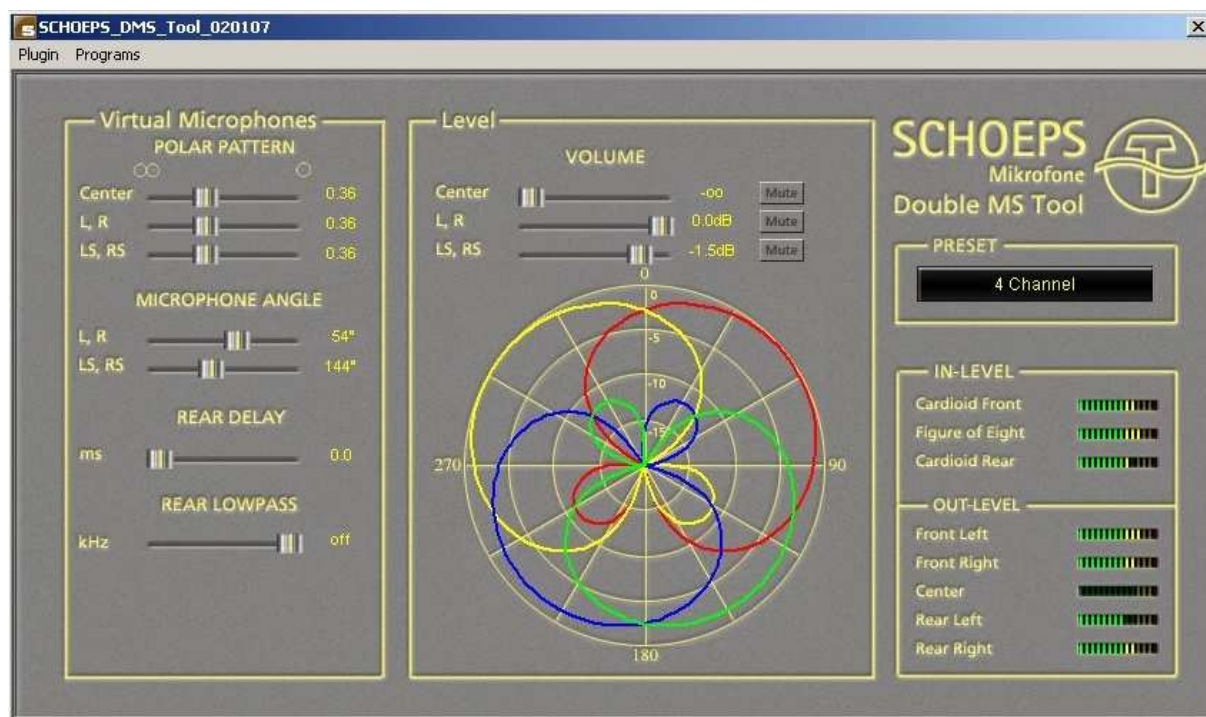 SCHOEPS_DMS_Tool_020107
Plugin Programs
Virtual Microphones
POLAR PATTERN
Center 0.36
L, R 0.36
LS, RS 0.36
MICROPHONE ANGLE
L, R 54°
LS, RS 144°
REAR DELAY
ms 0.0
REAR LOWPASS
kHz off
Level
VOLUME
Center -oo Mute
L, R 0.0dB Mute
LS, RS -1.5dB Mute
0
0
-5
-10
-15
270
90
180
SCHOEPS
Mikrofone
Double MS Tool
PRESET
4 Channel
IN-LEVEL
Cardioid Front
Figure of Eight
Cardioid Rear
OUT-LEVEL
Front Left
Front Right
Center
Rear Left
Rear Right